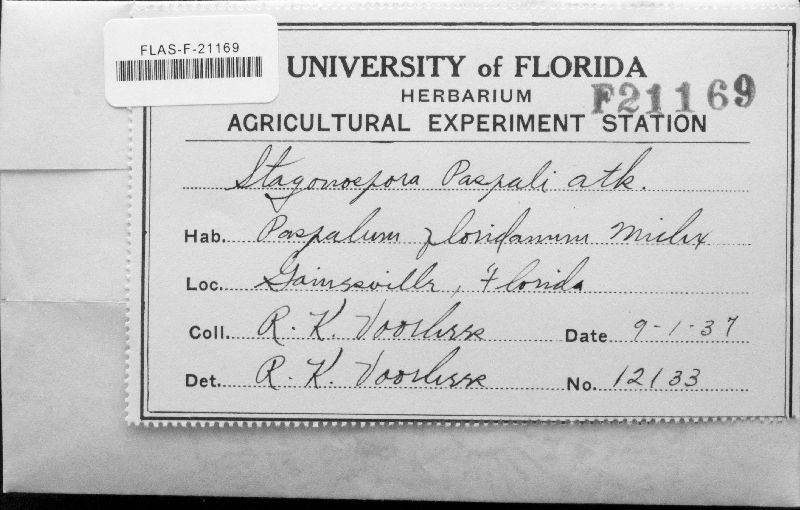 FLAS-F-21169
UNIVERSITY of FLORIDA
HERBARIUM
F21169
AGRICULTURAL EXPERIMENT STATION
Stagonospora Paspali Atk.
Hab. Paspalum floridanum Michx
Loc. Gainesville, Florida
Coll. R. K. Voorhees Date 9-1-37
Det. R. K. Voorhees No. 12133